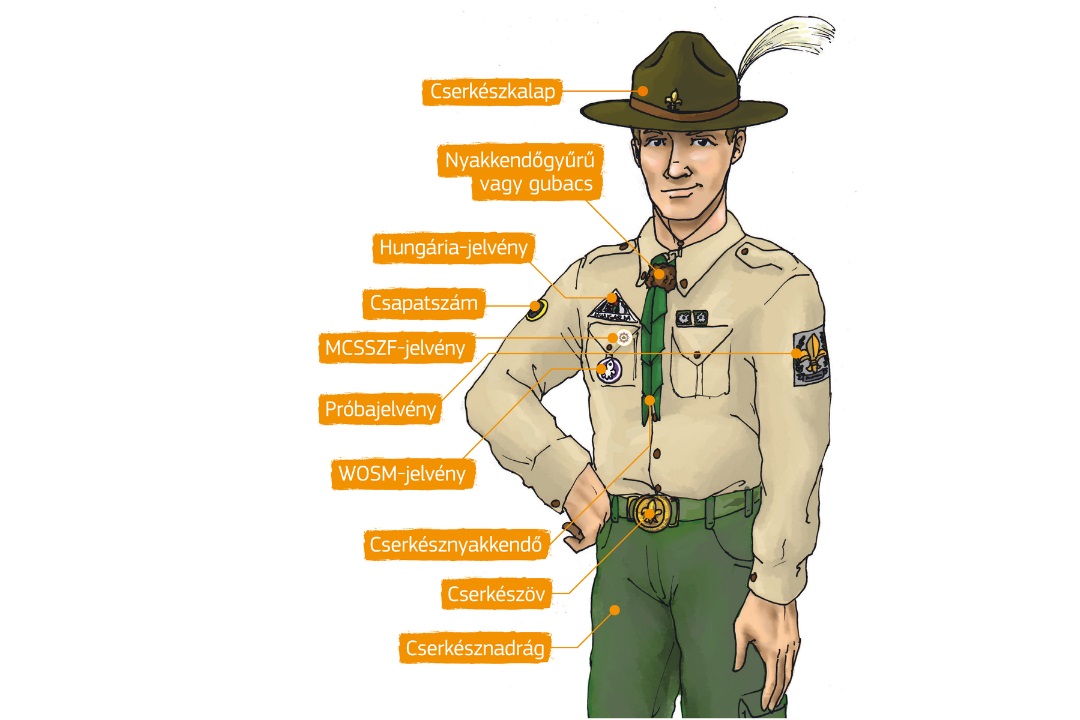 Cserkészkalap
Nyakkendőgyűrű
vagy gubacs
Hungária-jelvény
Csapatszám
MCSSZF-jelvény
Próbajelvény
WOSM-jelvény
Cserkésznyakkendő
Cserkészöv
Cserkésznadrág